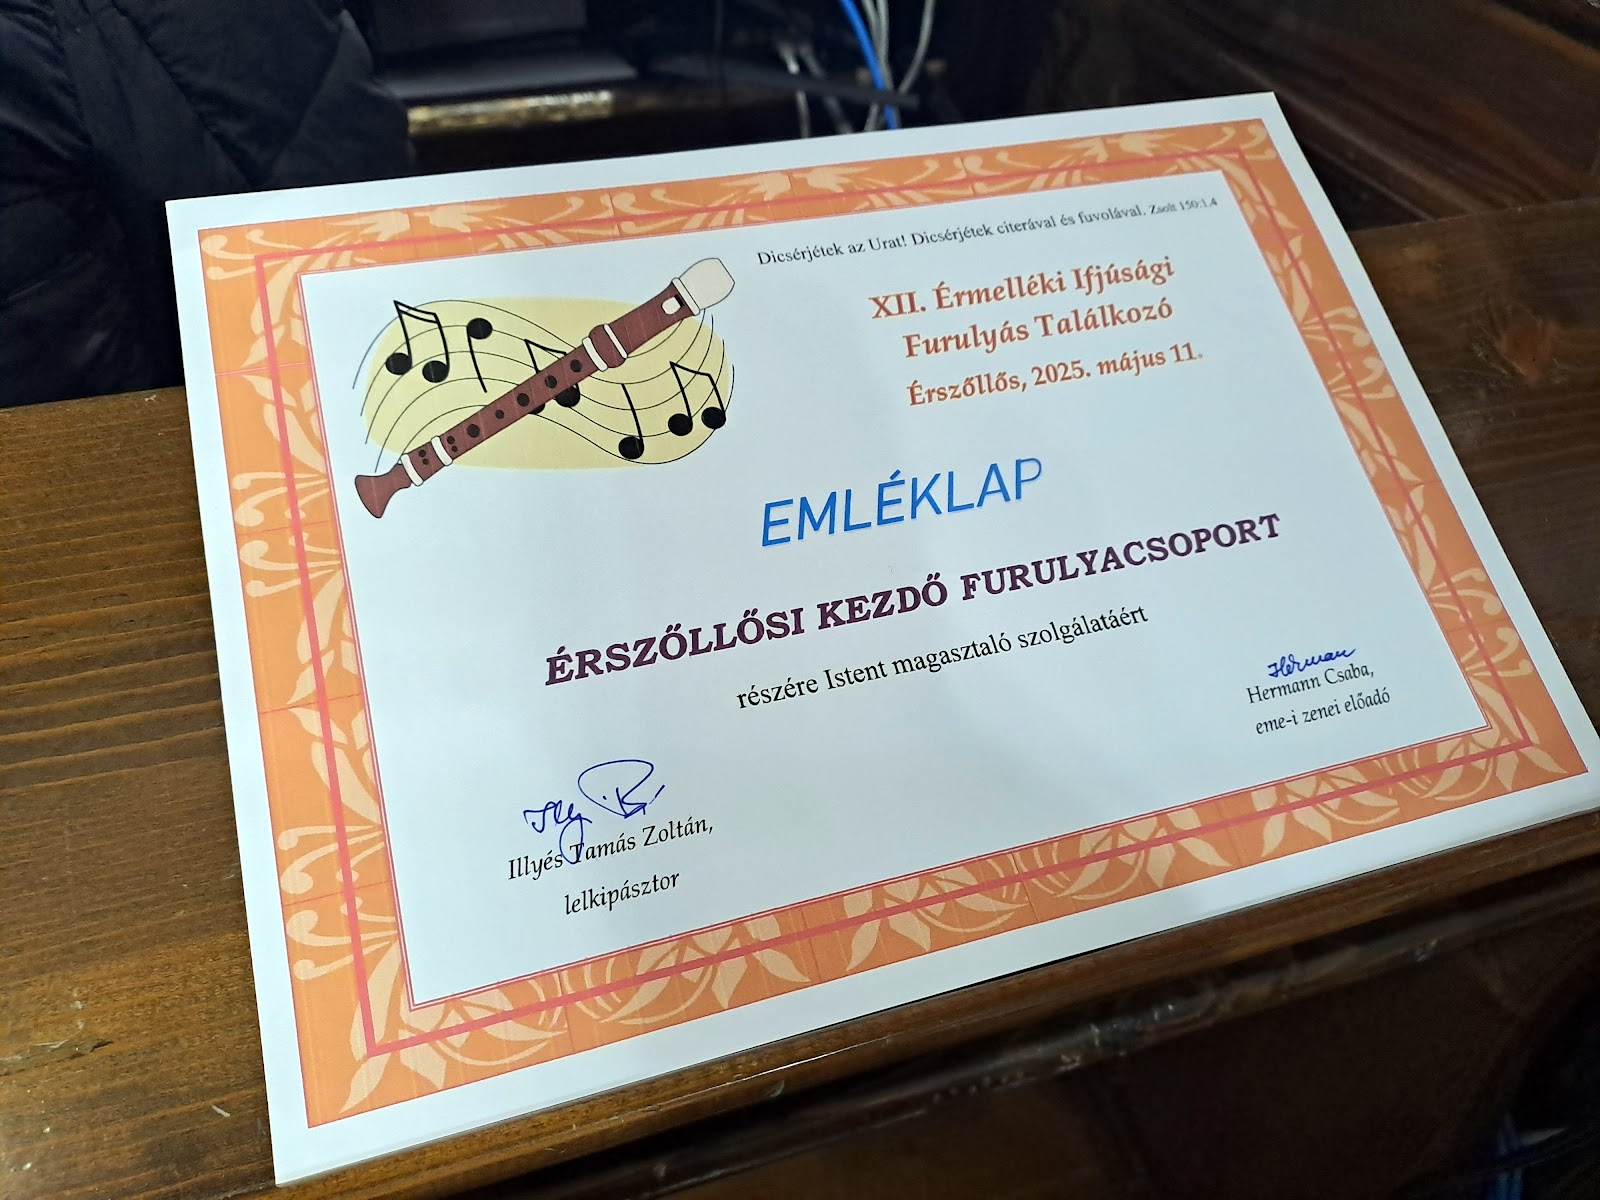 Dicsérjétek az Urat! Dicsérjétek citerával és fuvolával. Zsolt 150:1.4
XII. Érmelléki Ifjúsági
Furulyás Találkozó
Érszőllős, 2025. május 11.
EMLÉKLAP
ÉRSZŐLLŐSI KEZDŐ FURULYACSOPORT
részére Istent magasztaló szolgálatáért
Herman
Hermann Csaba,
eme-i zenei előadó
Illyés Tamás Zoltán,
lelkipásztor